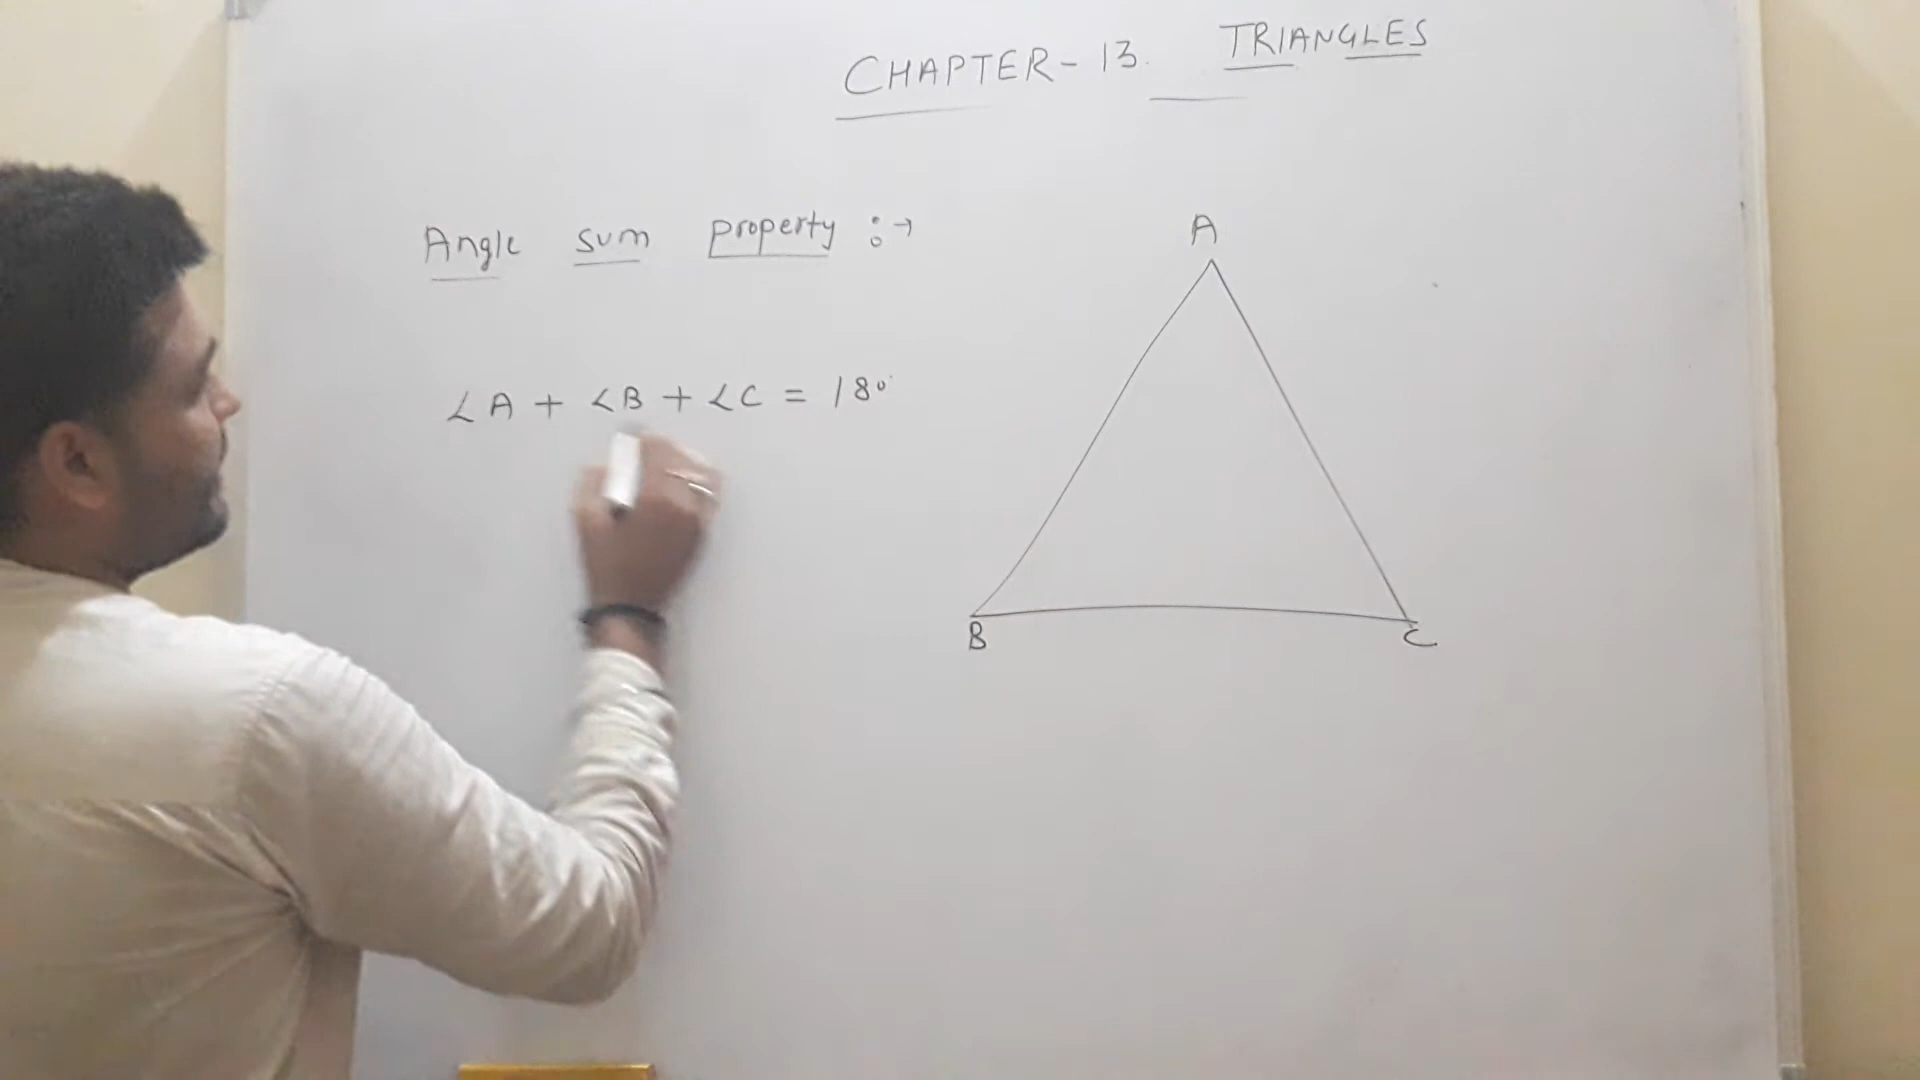 CHAPTER-13. TRIANGLES
Angle sum property :→
∠A + ∠B + ∠C = 180°
A
B
C